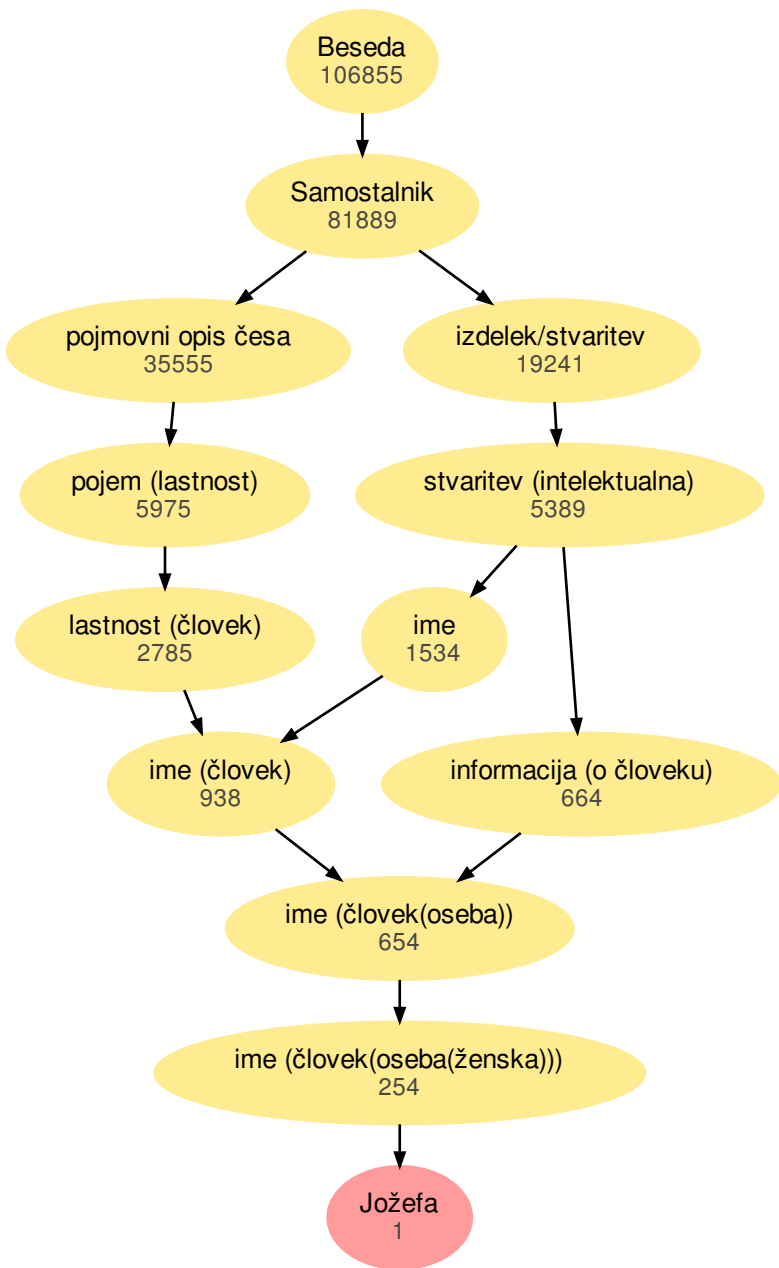 Beseda
106855
Samostalnik
81889
pojmovni opis česa
35555
izdelek/stvaritev
19241
pojem (lastnost)
5975
stvaritev (intelektualna)
5389
lastnost (človek)
2785
ime
1534
ime (človek)
938
informacija (o človeku)
664
ime (človek(oseba))
654
ime (človek(oseba(ženska)))
254
Jožefa
1